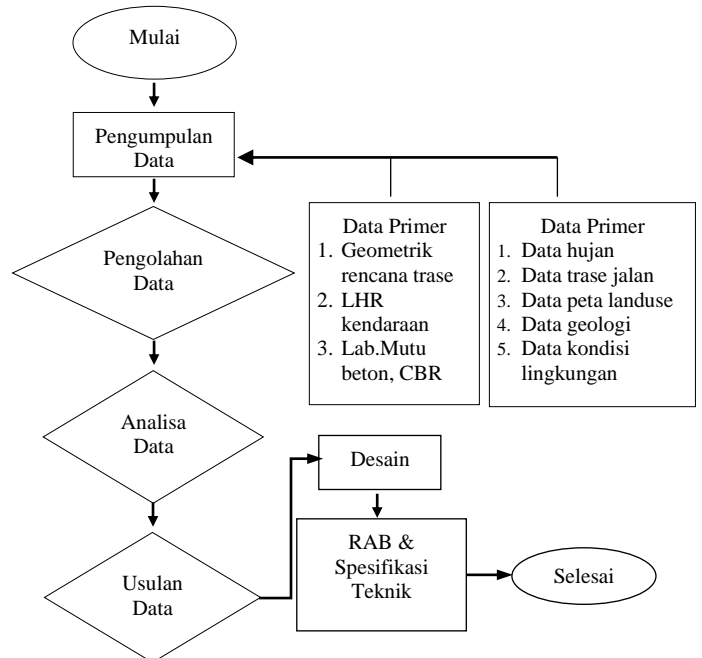 Mulai
Pengumpulan
Data
Pengolahan
Data
Data Primer
1. Geometrik
rencana trase
2. LHR
kendaraan
3. Lab.Mutu
beton, CBR
Data Primer
1. Data hujan
2. Data trase jalan
3. Data peta landuse
4. Data geologi
5. Data kondisi
lingkungan
Analisa
Data
Usulan
Data
Desain
RAB &
Spesifikasi
Teknik
Selesai